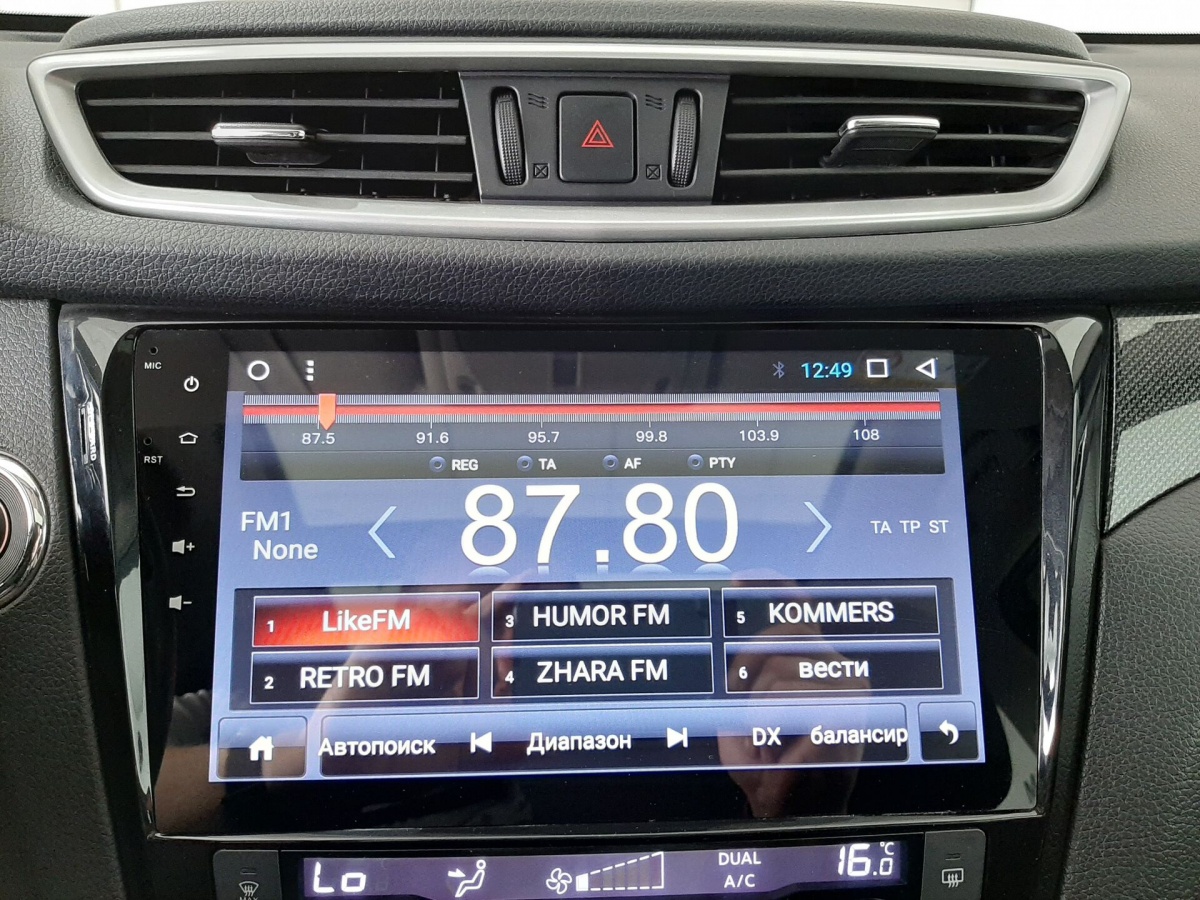 MIC
12:49
87.5 91.6 95.7 99.8 103.9 108
RST
REG TA AF PTY
FM1
87.80
TA TP ST
None
1 LikeFM
3 HUMOR FM
5 KOMMERS
2 RETRO FM
4 ZHARA FM
6 вести
Автопоиск Диапазон DX балансир
Lo
DUAL
A/C
16.0 °C
MAX